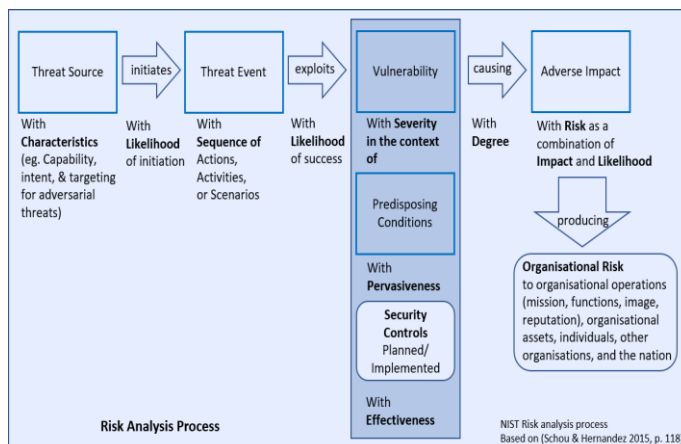 Threat Source
initiates
Threat Event
exploits
Vulnerability
causing
Adverse Impact
With
Characteristics
(eg. Capability,
intent, & targeting
for adversarial
threats)
With
Likelihood
of initiation
With
Sequence of
Actions,
Activities,
or Scenarios
With
Likelihood
of success
With Severity
in the context
of
With
Degree
With Risk as a
combination of
Impact and Likelihood
Predisposing
Conditions
producing
With
Pervasiveness
Organisational Risk
to organisational operations
(mission, functions, image,
reputation), organisational
assets, individuals, other
organisations, and the nation
Security
Controls
Planned/
Implemented
With
Effectiveness
Risk Analysis Process
NIST Risk analysis process
Based on (Schou & Hernandez 2015, p. 118)